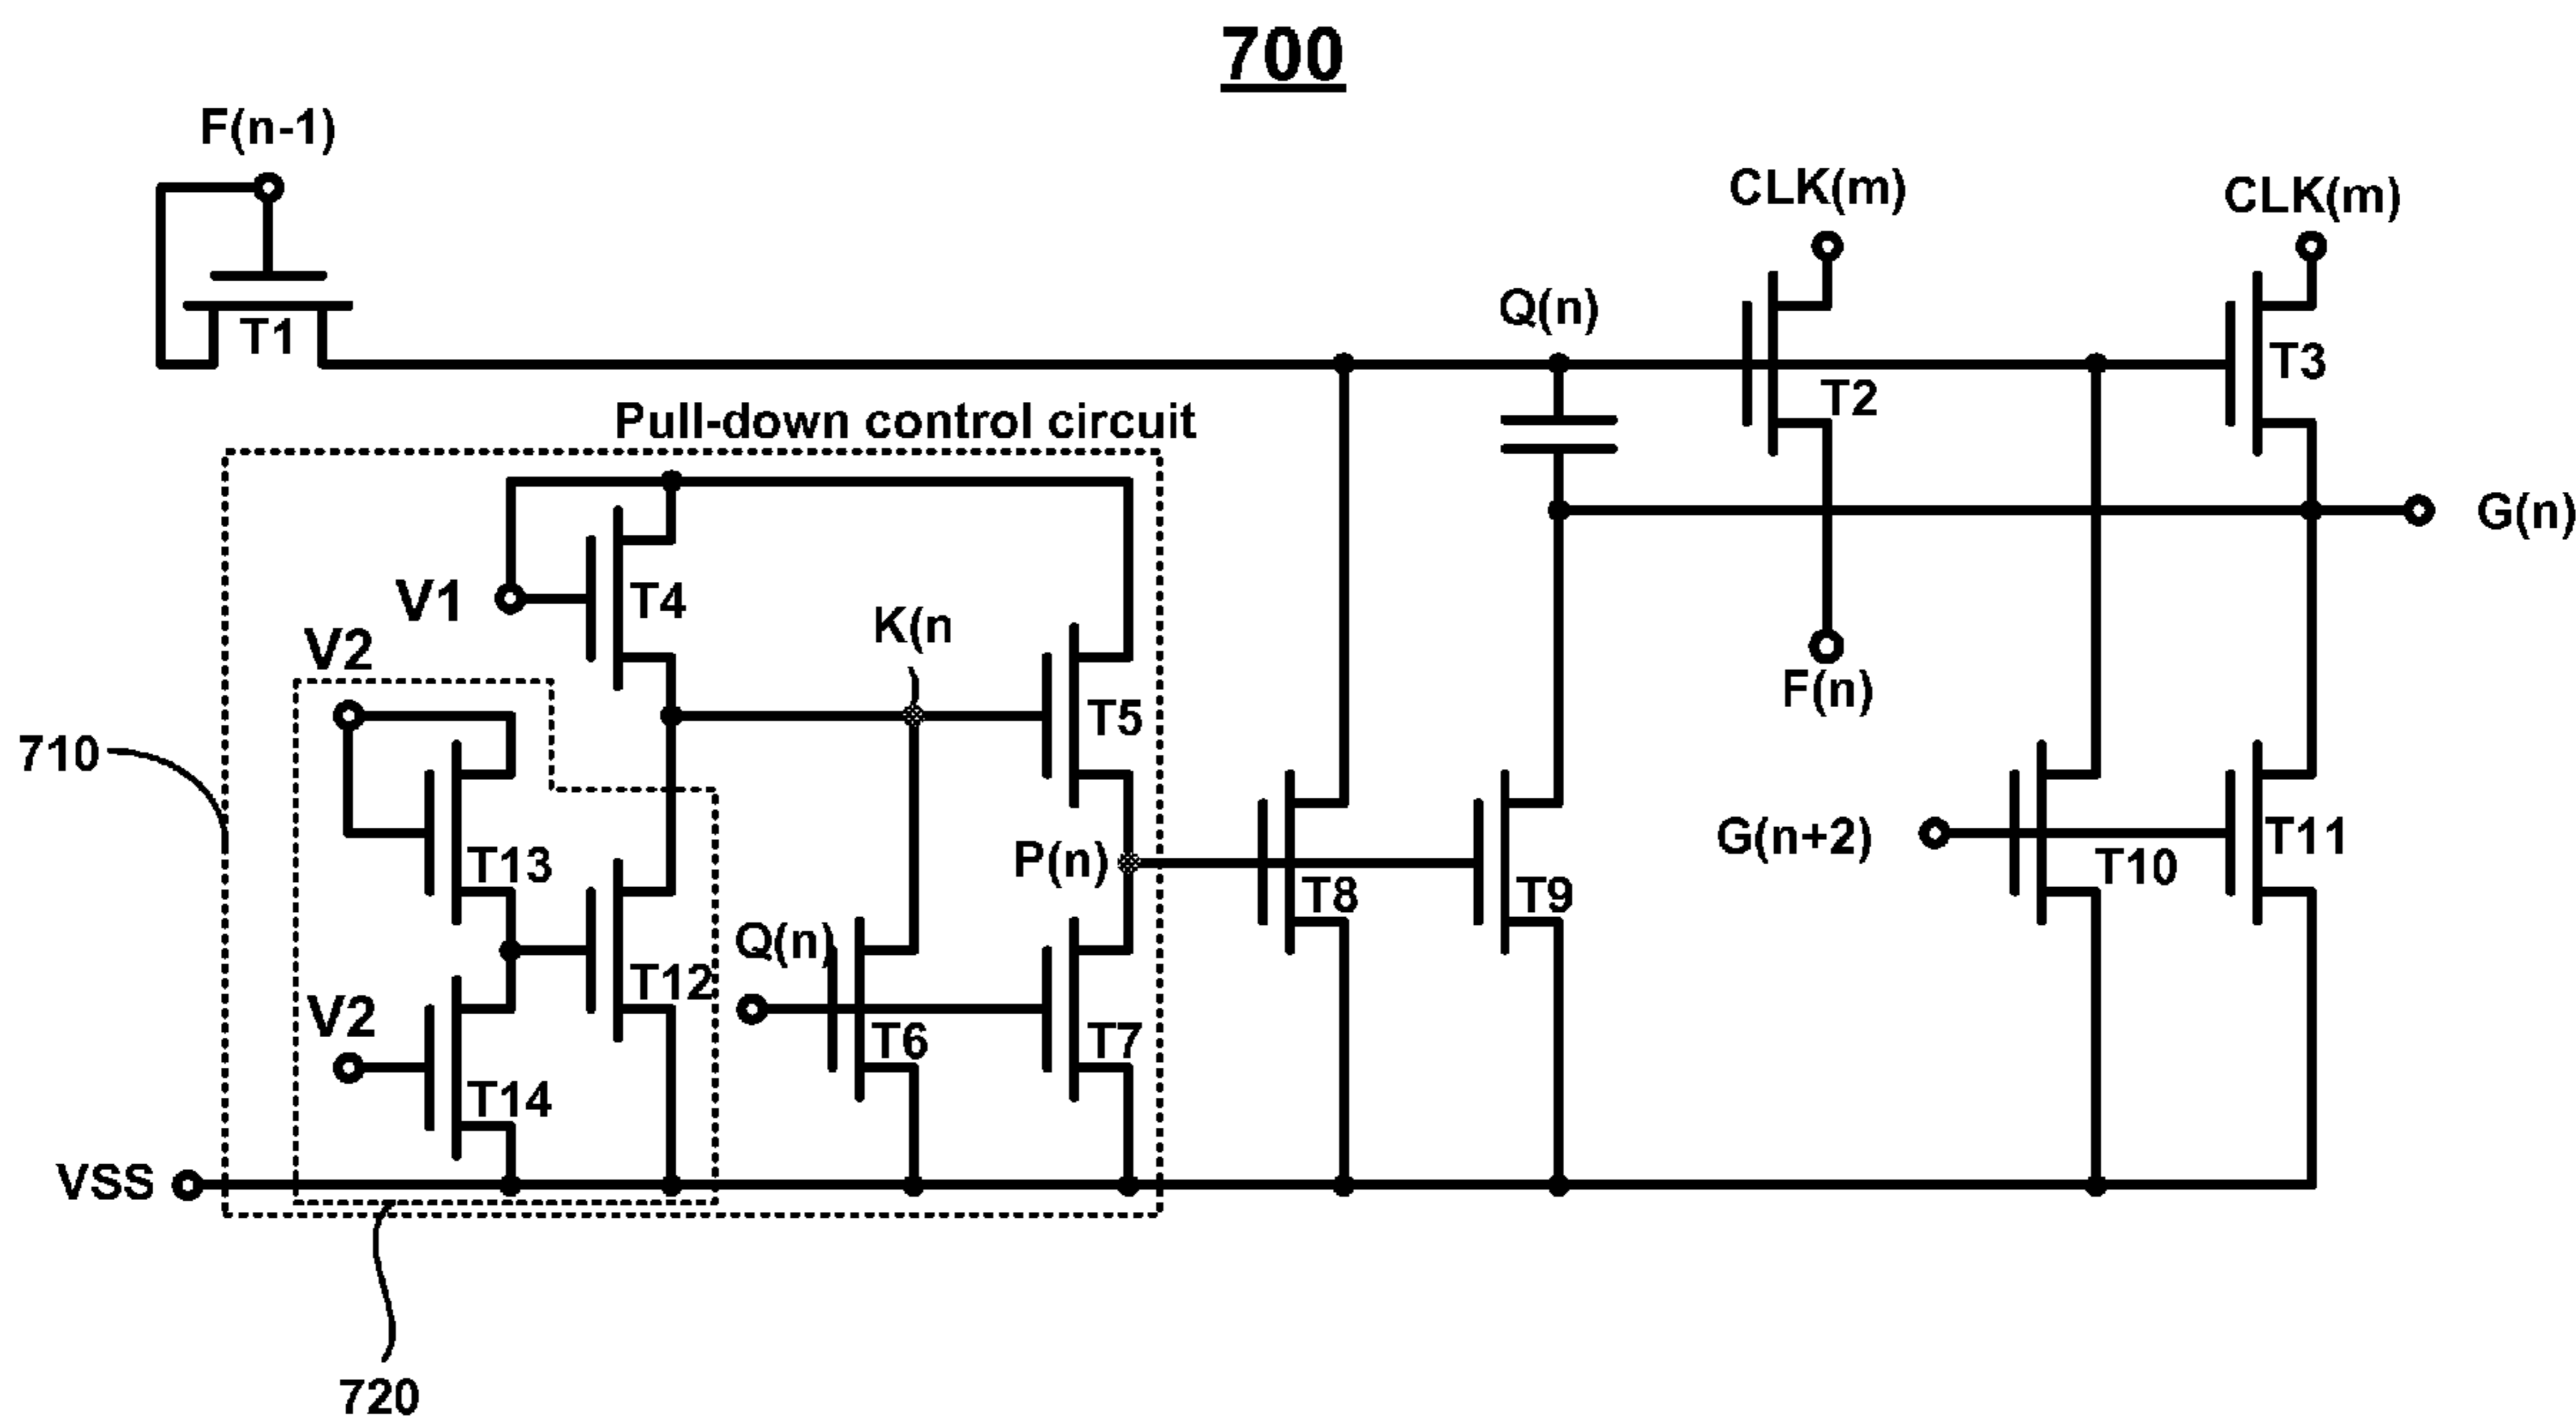 700
F(n-1)
CLK(m)
CLK(m)
T1
Q(n)
T2
T3
Pull-down control circuit
G(n)
V1
T4
K(n
V2
F(n)
T5
710
T13
P(n)
G(n+2)
T11
T10
T8
T9
Q(n)
T12
V2
T6
T7
T14
VSS
720